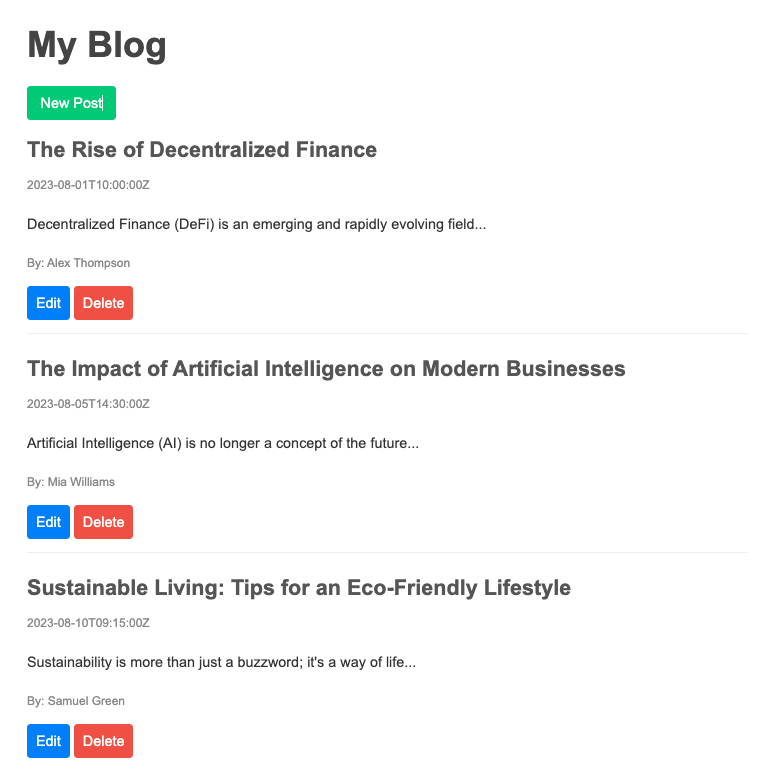 My Blog
New Post
The Rise of Decentralized Finance
2023-08-01T10:00:00Z
Decentralized Finance (DeFi) is an emerging and rapidly evolving field...
By: Alex Thompson
Edit Delete
The Impact of Artificial Intelligence on Modern Businesses
2023-08-05T14:30:00Z
Artificial Intelligence (AI) is no longer a concept of the future...
By: Mia Williams
Edit Delete
Sustainable Living: Tips for an Eco-Friendly Lifestyle
2023-08-10T09:15:00Z
Sustainability is more than just a buzzword; it's a way of life...
By: Samuel Green
Edit Delete